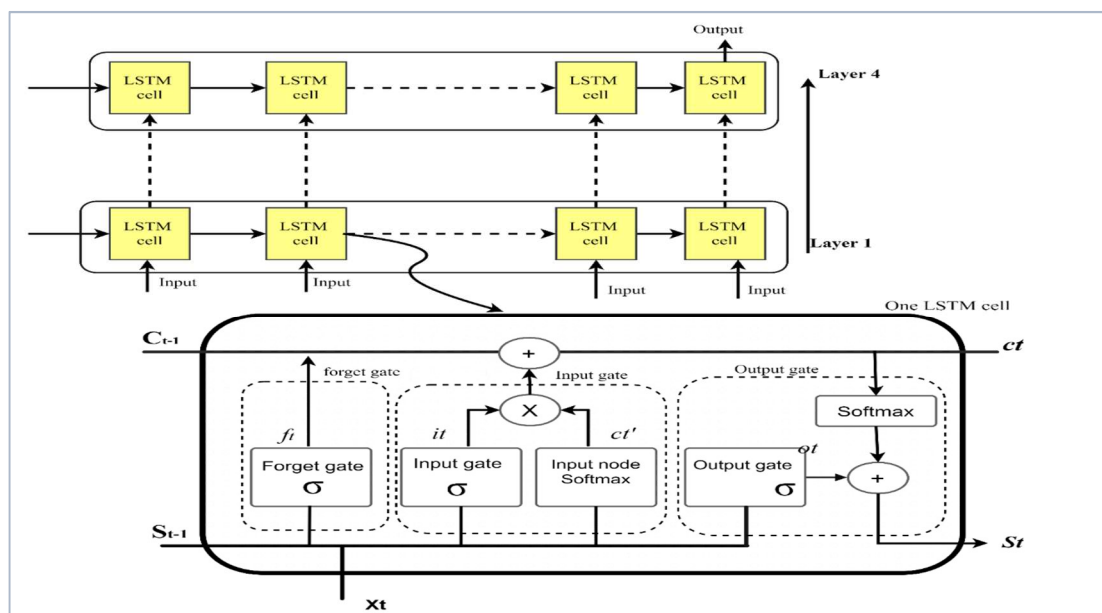 Output
LSTM cell
LSTM cell
LSTM cell
LSTM cell
Layer 4
LSTM cell
LSTM cell
LSTM cell
LSTM cell
Layer 1
Input
Input
Input
Input
One LSTM cell
Ct-1
ct
forget gate
Input gate
Output gate
+
Softmax
X
ft
it
ct'
ot
Forget gate
σ
Input gate
σ
Input node
Softmax
Output gate
σ
+
St-1
St
Xt